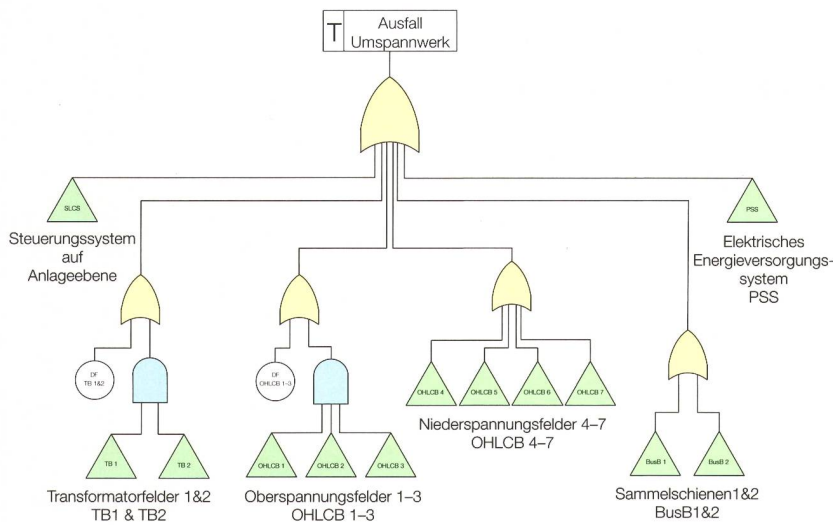 T
Ausfall
Umspannwerk
SLCS
Steuerungssystem
auf
Anlageebene
PSS
Elektrisches
Energieversorgungs-
system
PSS
DF
TB 1&2
DF
OHLCB 1–3
OHLCB 4
OHLCB 5
OHLCB 6
OHLCB 7
Niederspannungsfelder 4–7
OHLCB 4–7
TB 1
TB 2
Transformatorfelder 1&2
TB1 & TB2
OHLCB 1
OHLCB 2
OHLCB 3
Oberspannungsfelder 1–3
OHLCB 1–3
BusB 1
BusB 2
Sammelschienen1&2
BusB1&2